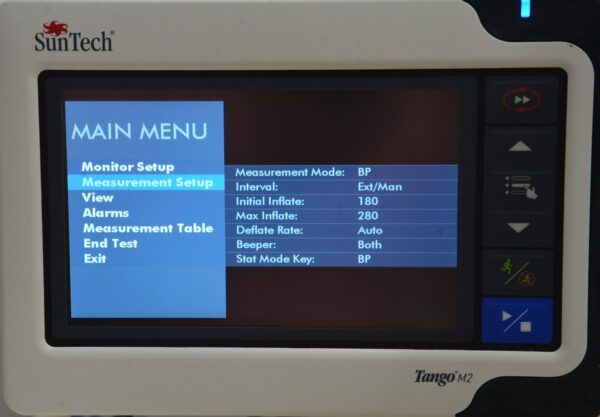 SunTech®
MAIN MENU
Monitor Setup
Measurement Setup
View
Alarms
Measurement Table
End Test
Exit
Measurement Mode: BP
Interval: Ext/Man
Initial Inflate: 180
Max Inflate: 280
Deflate Rate: Auto
Beeper: Both
Stat Mode Key: BP
Tango® M2